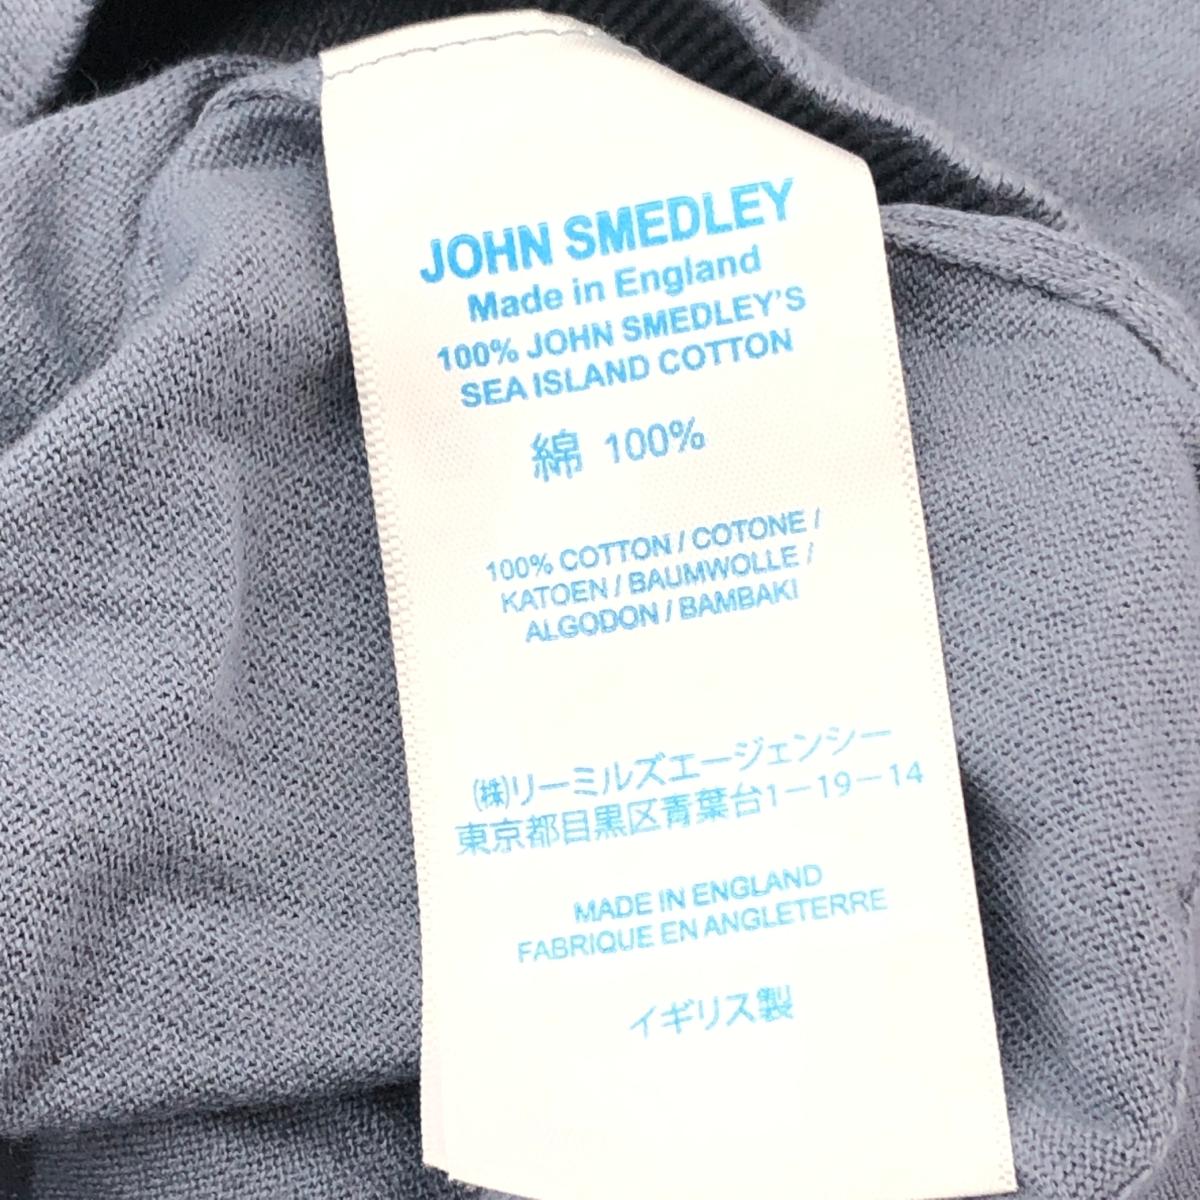 JOHN SMEDLEY
Made in England
100% JOHN SMEDLEY'S
SEA ISLAND COTTON
綿 100%
100% COTTON / COTONE /
KATOEN / BAUMWOLLE /
ALGODON / BAMBAKI
(株)リーミルズエージェンシー
東京都目黒区青葉台1-19-14
MADE IN ENGLAND
FABRIQUE EN ANGLETERRE
イギリス製